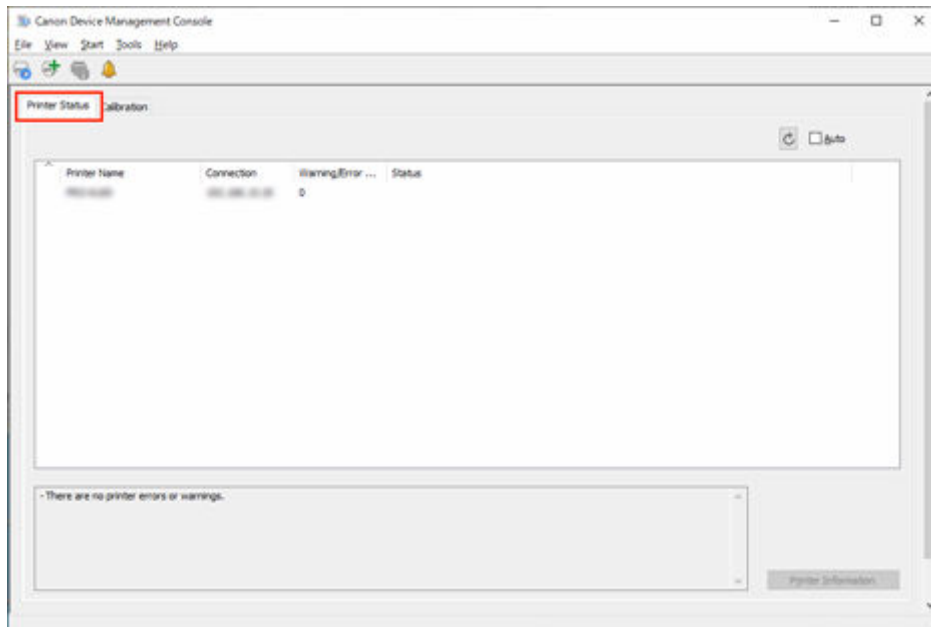 Canon Device Management Console
File View Start Tools Help
Printer Status Calibration
Auto
Printer Name Connection Warning/Error ... Status
0
- There are no printer errors or warnings.
Printer Information